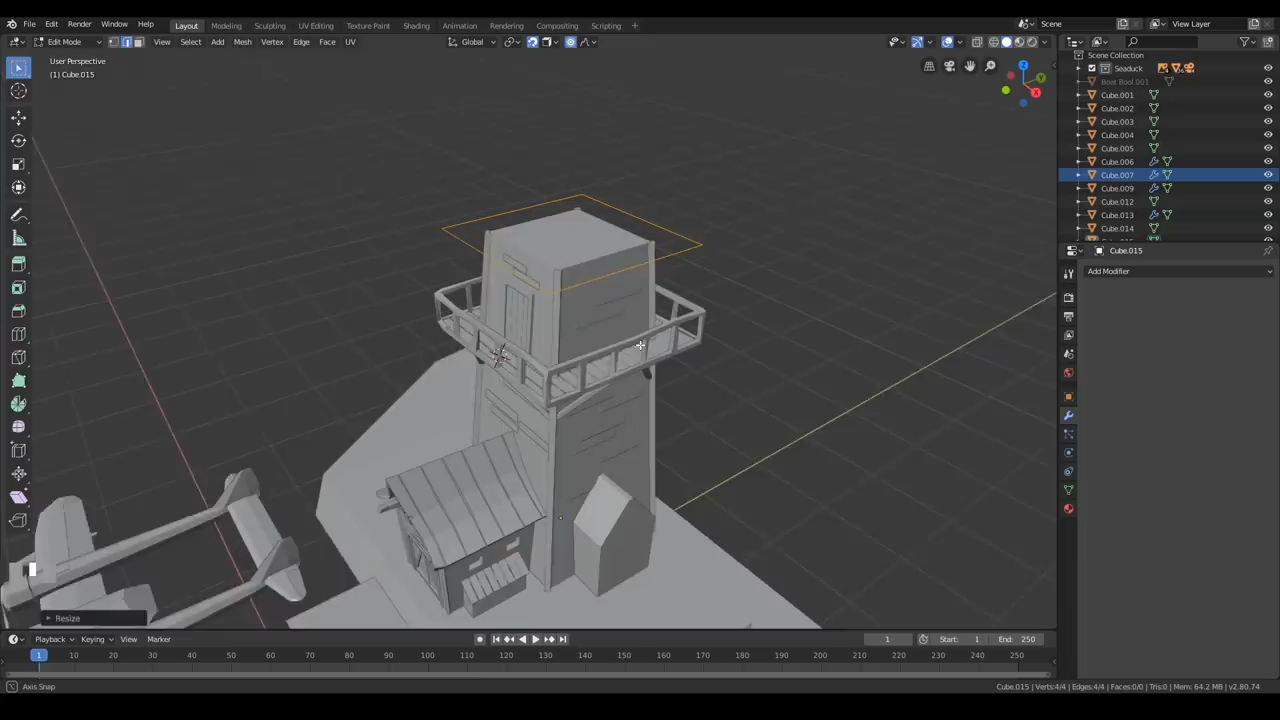 File Edit Render Window Help Layout Modeling Sculpting UV Editing Texture Paint Shading Animation Rendering Compositing Scripting + Scene View Layer
Edit Mode View Select Add Mesh Vertex Edge Face UV Global
User Perspective
(1) Cube.015
Z
Y
X
Scene Collection
Seaduck
Boat Bool.001
Cube.001
Cube.002
Cube.003
Cube.004
Cube.005
Cube.006
Cube.007
Cube.009
Cube.012
Cube.013
Cube.014
Cube.015
Add Modifier
Resize
Playback Keying View Marker 1 Start: 1 End: 250
1 10 20 30 40 50 60 70 80 90 100 110 120 130 140 150 160 170 180 190 200 210 220 230 240 250
Axis Snap Cube.015 | Verts:4/4 | Edges:4/4 | Faces:0/0 | Tris:0 | Mem: 64.2 MB | v2.80.74